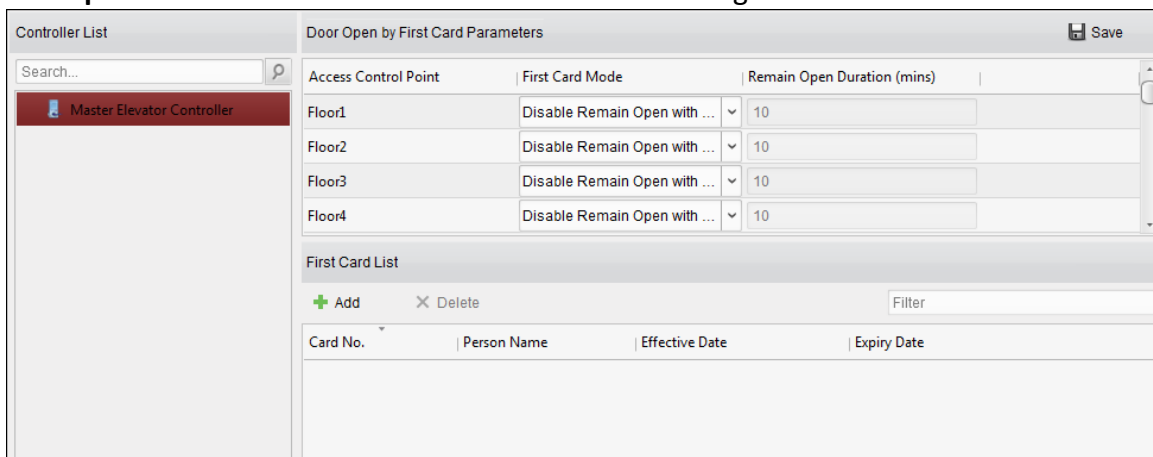 Controller List
Door Open by First Card Parameters
Save
Search...
Access Control Point
First Card Mode
Remain Open Duration (mins)
Master Elevator Controller
Floor1
Disable Remain Open with ...
10
Floor2
Disable Remain Open with ...
10
Floor3
Disable Remain Open with ...
10
Floor4
Disable Remain Open with ...
10
First Card List
Add
Delete
Filter
Card No.
Person Name
Effective Date
Expiry Date